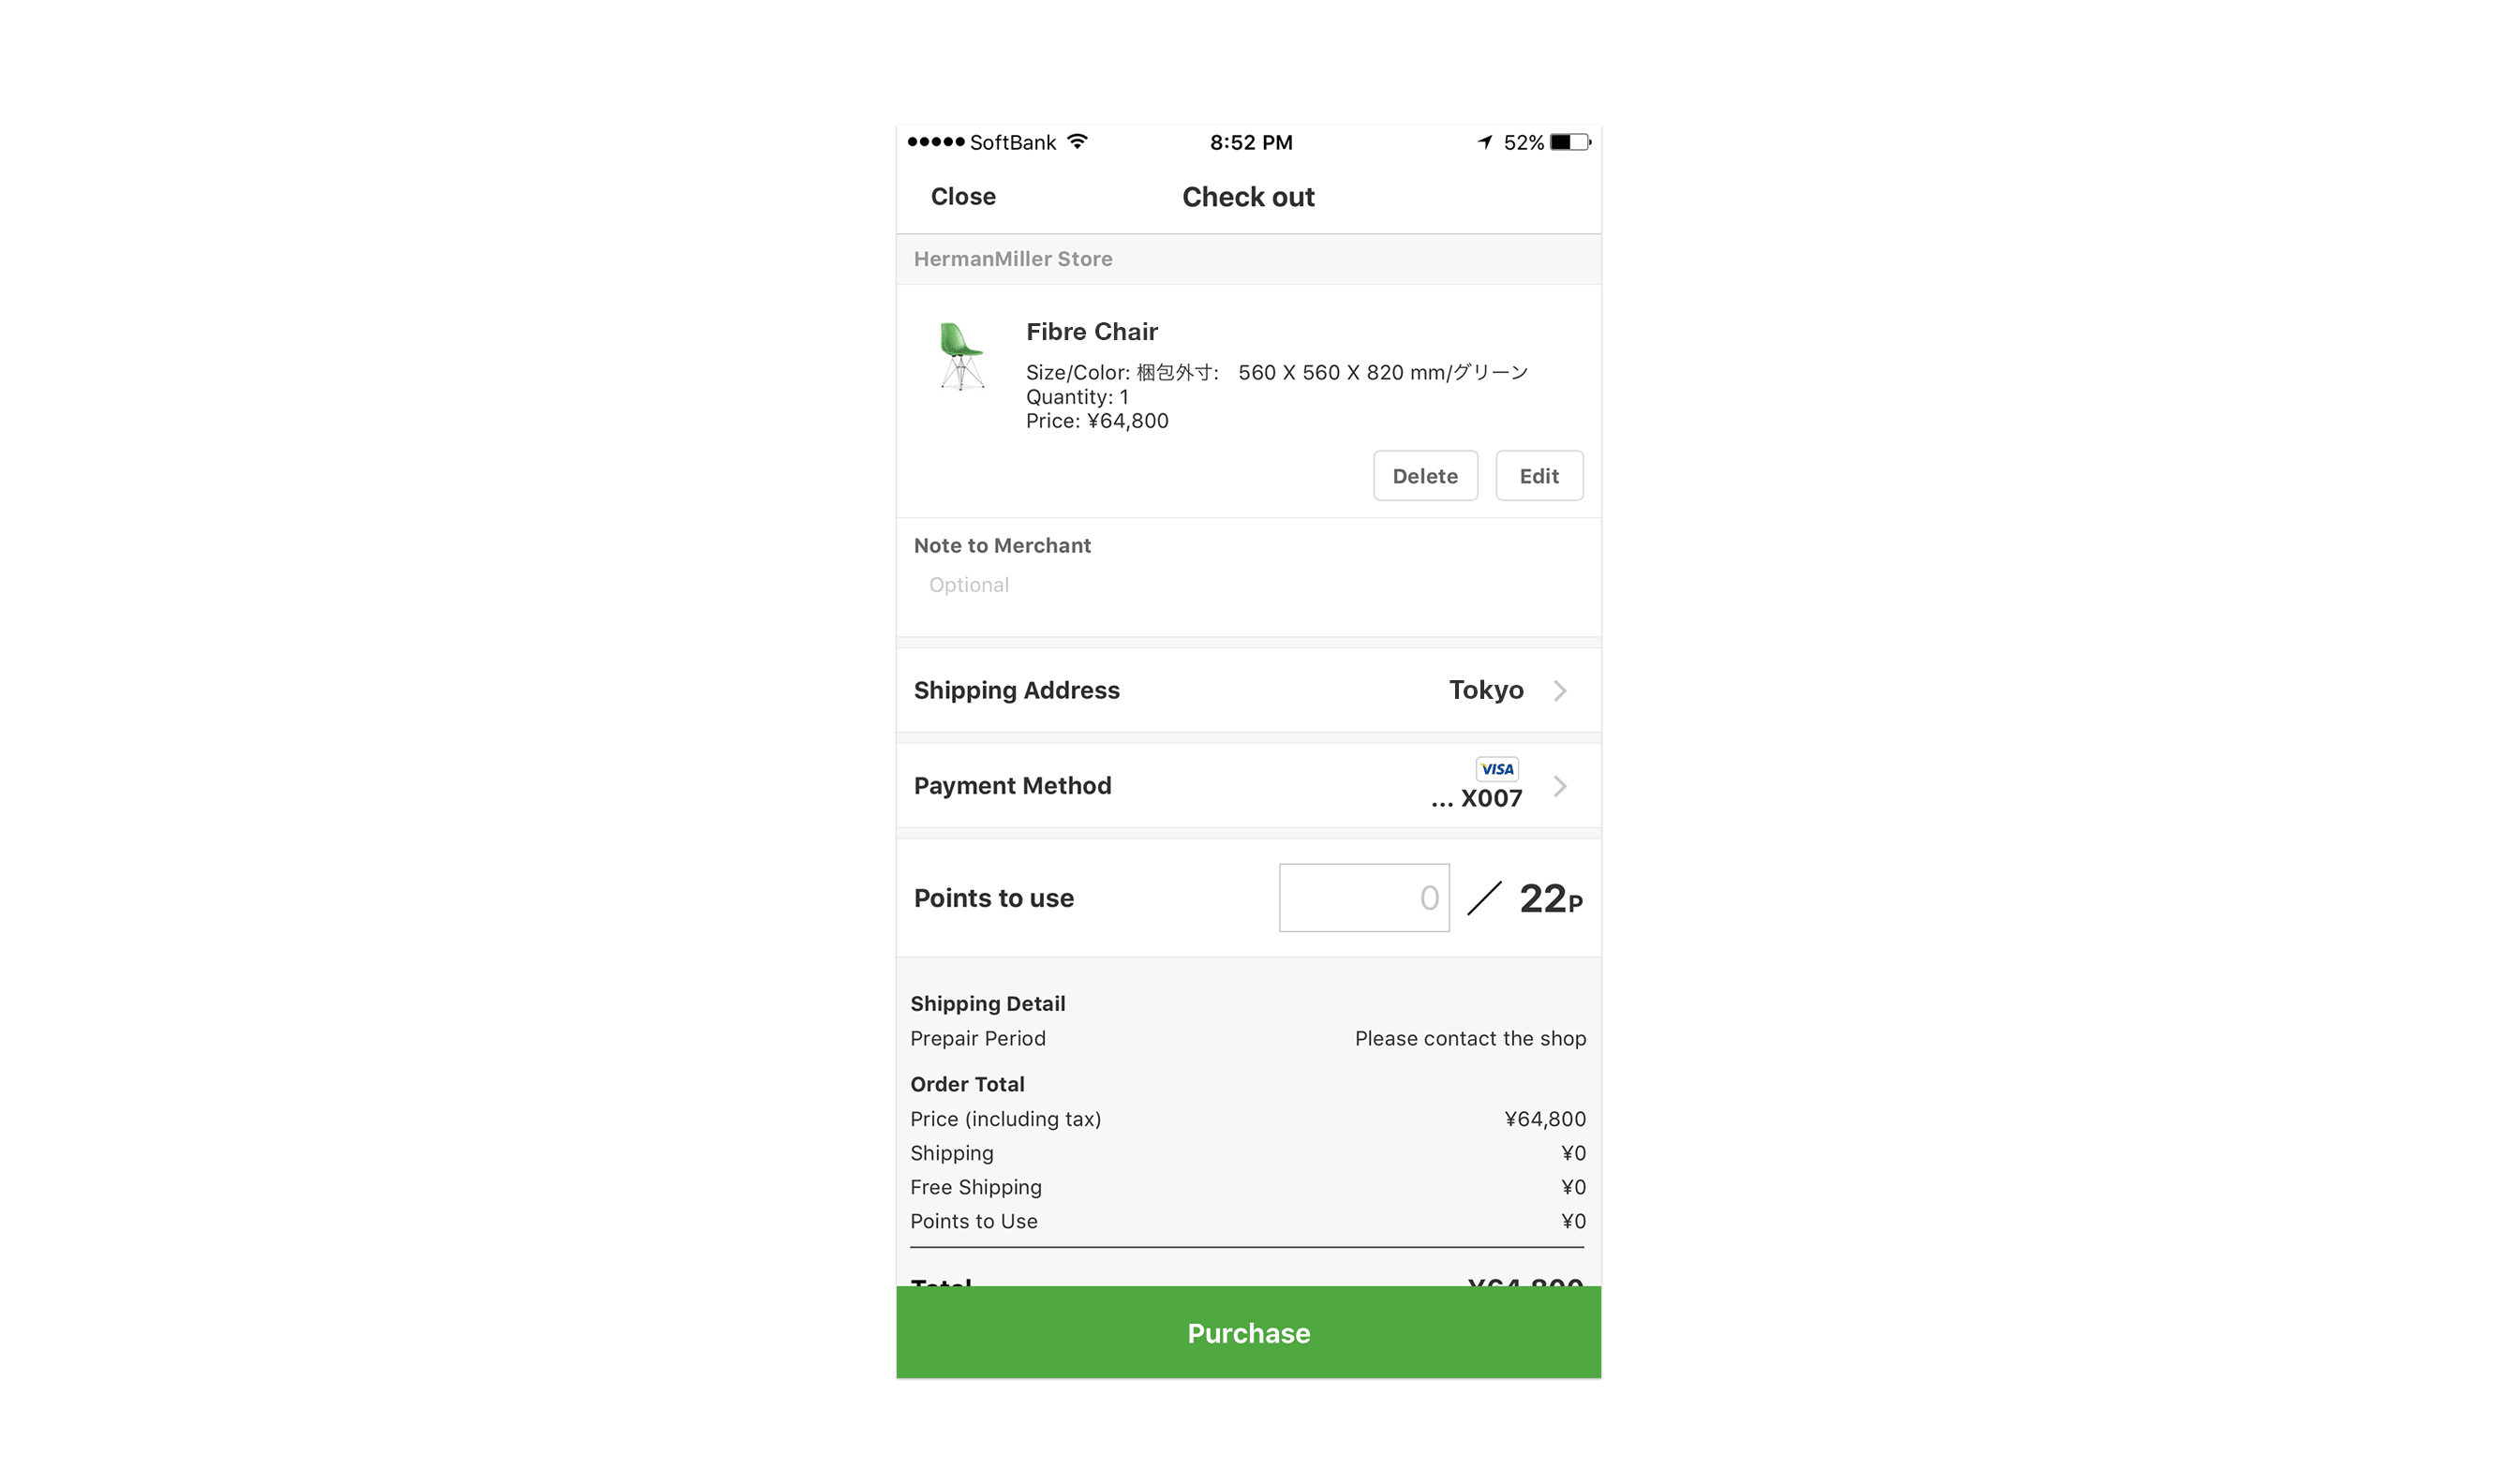 ●●●●● SoftBank 8:52 PM 52%
Close Check out
HermanMiller Store
Fibre Chair
Size/Color: 梱包外寸: 560 X 560 X 820 mm/グリーン
Quantity: 1
Price: ¥64,800
Delete Edit
Note to Merchant
Optional
Shipping Address Tokyo
VISA
Payment Method ... X007
Points to use 0 / 22P
Shipping Detail
Prepair Period Please contact the shop
Order Total
Price (including tax) ¥64,800
Shipping ¥0
Free Shipping ¥0
Points to Use ¥0
Total ¥64,800
Purchase